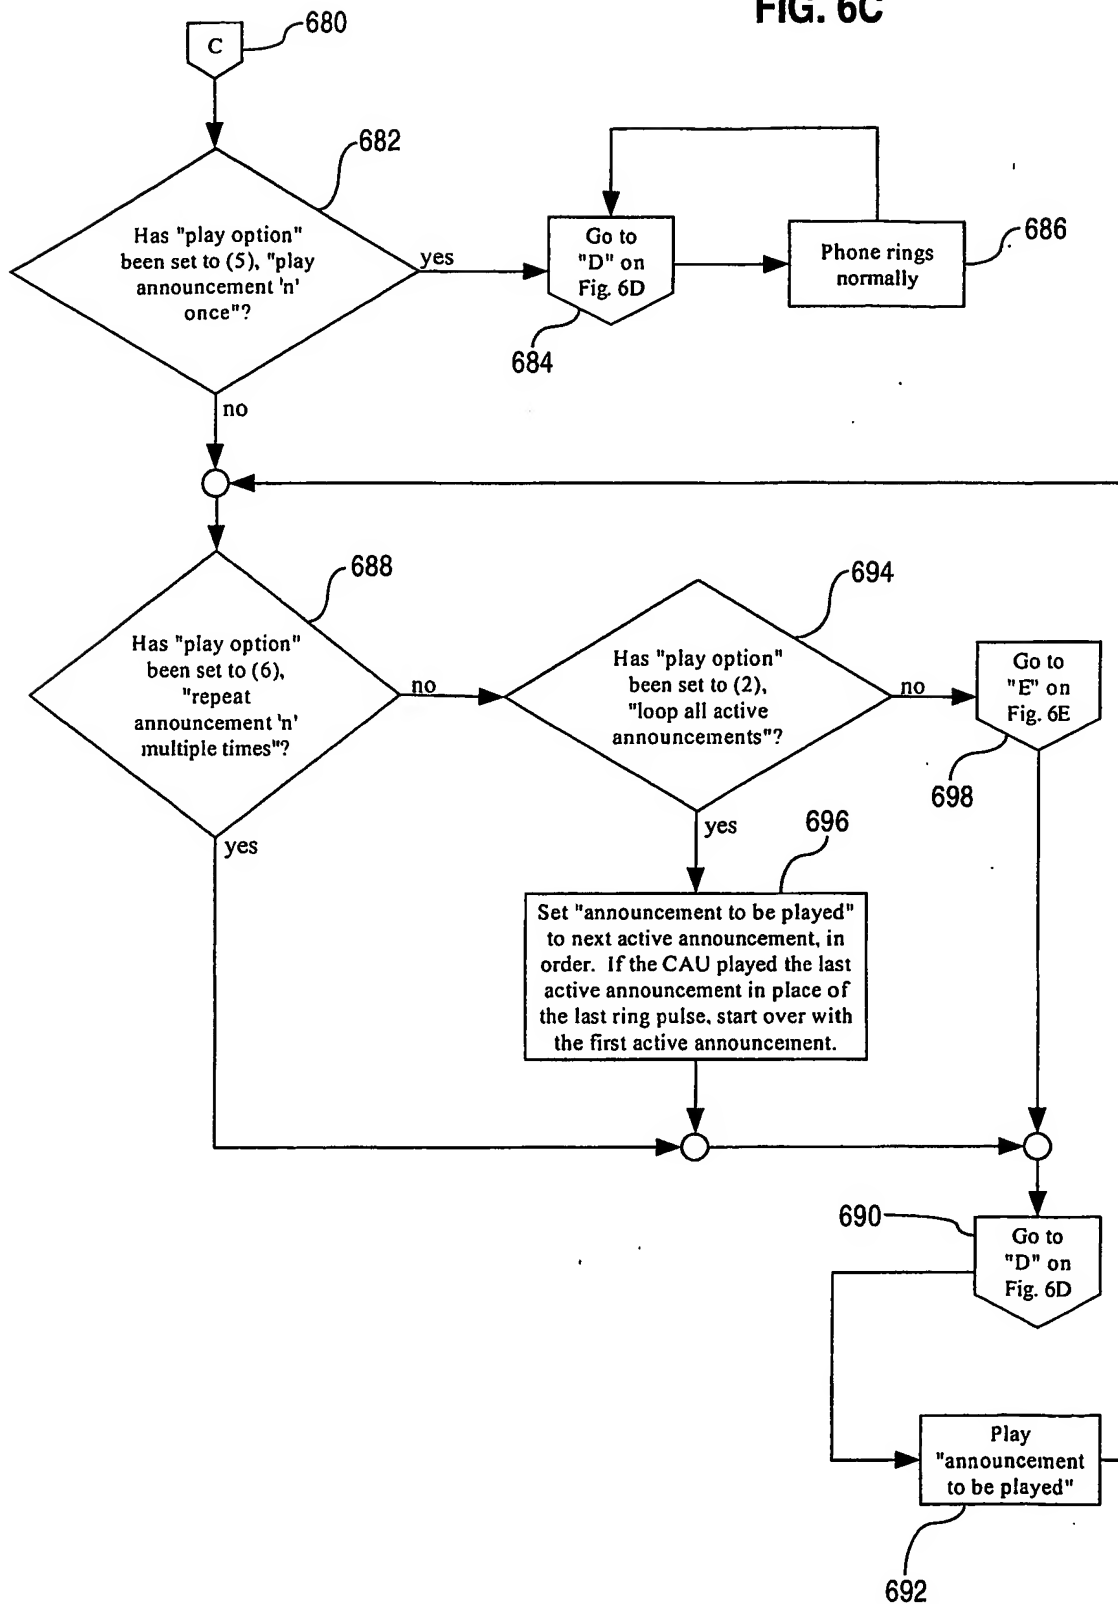 FIG. 6C
C
680
682
Has "play option"
been set to (5), "play
announcement 'n'
once"?
yes
Go to
"D" on
Fig. 6D
684
Phone rings
normally
686
no
688
Has "play option"
been set to (6),
"repeat
announcement 'n'
multiple times"?
no
yes
694
Has "play option"
been set to (2),
"loop all active
announcements"?
no
yes
Go to
"E" on
Fig. 6E
698
696
Set "announcement to be played"
to next active announcement, in
order. If the CAU played the last
active announcement in place of
the last ring pulse, start over with
the first active announcement.
690
Go to
"D" on
Fig. 6D
Play
"announcement
to be played"
692